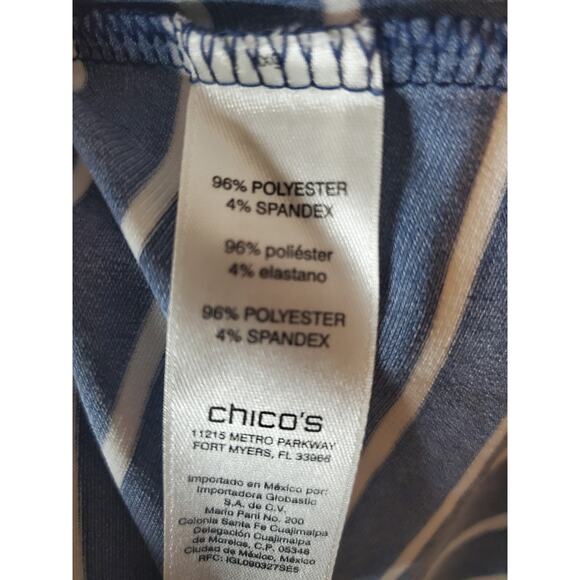 96% POLYESTER
4% SPANDEX
96% poliéster
4% elastano
96% POLYESTER
4% SPANDEX
chico's
11215 METRO PARKWAY
FORT MYERS, FL 33966
Importado en México por:
Importadora Globastic
S.A. de C.V.
Mario Pani No. 200
Colonia Santa Fe Cuajimalpa
Delegación Cuajimalpa
de Morelos, C.P. 05348
Ciudad de México, México
RFC: IGL090327SE5